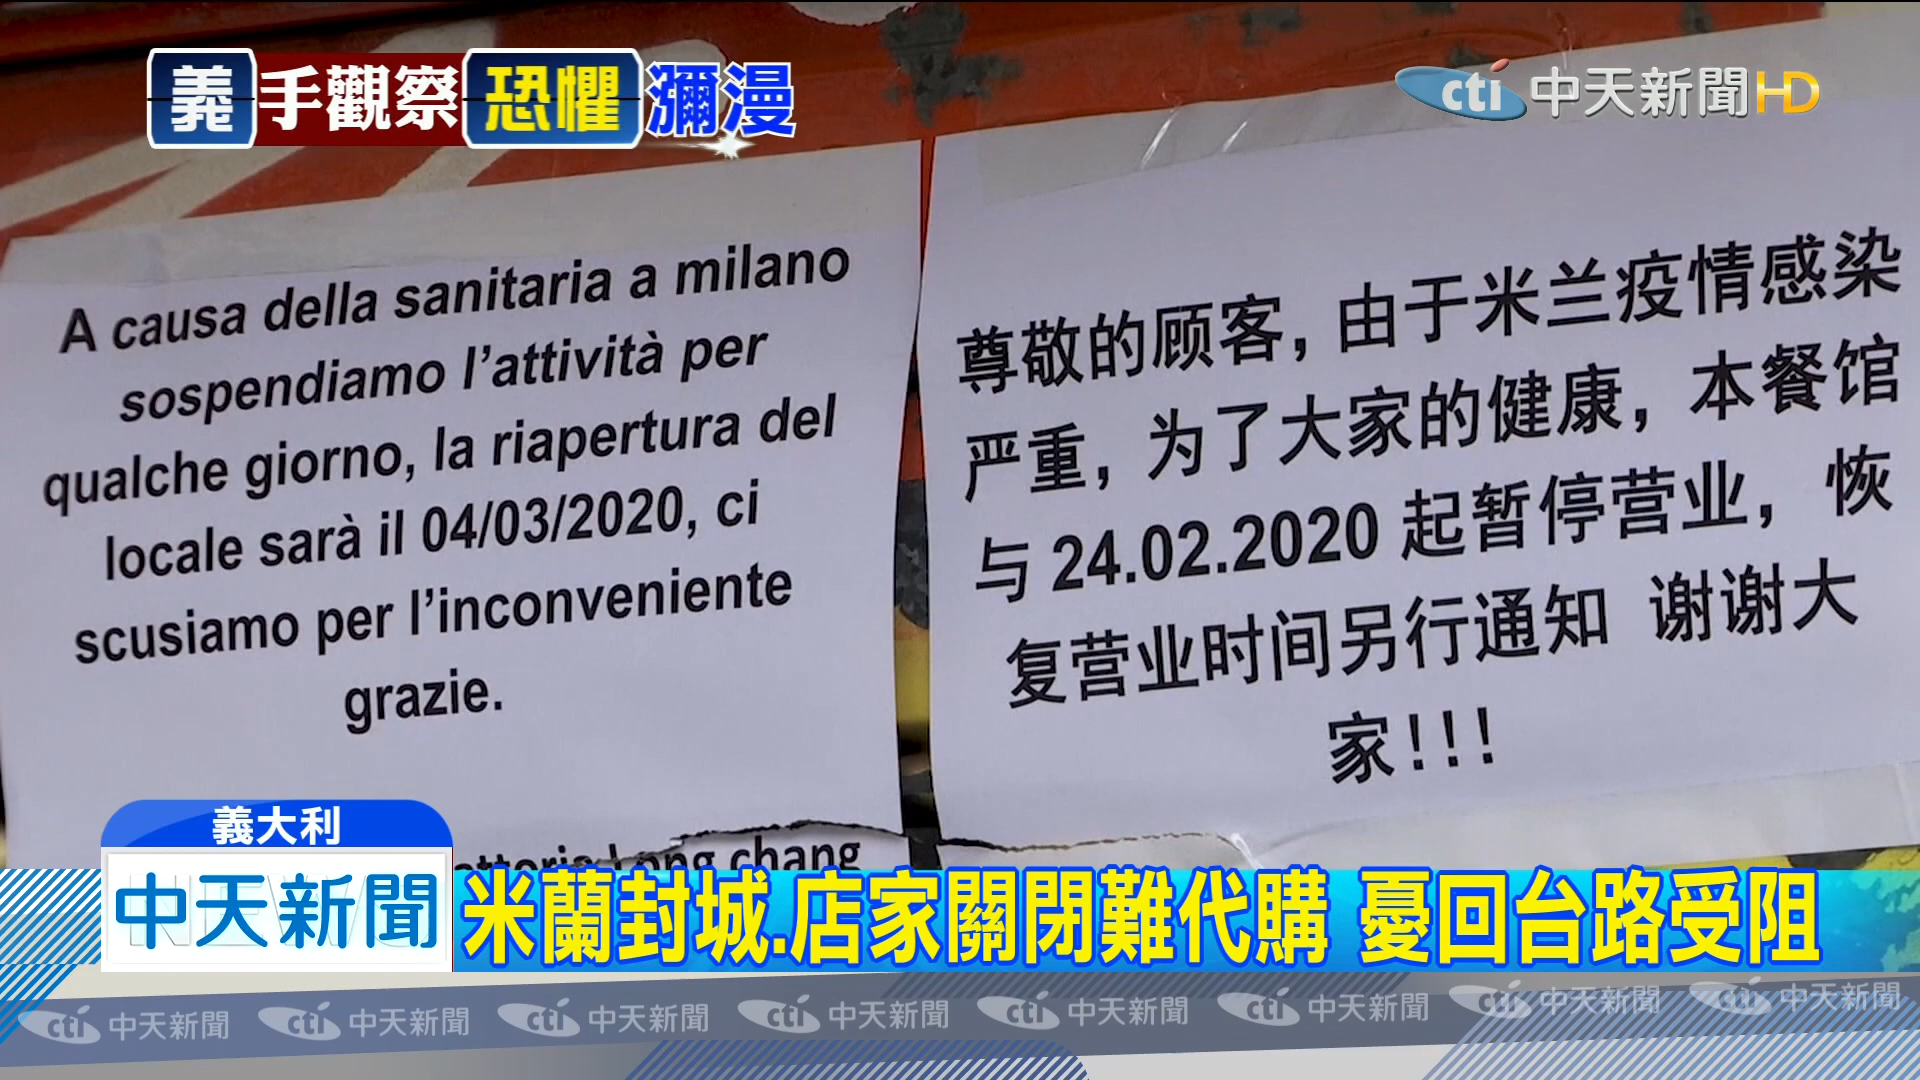 義手觀察恐懼瀰漫
cti 中天新聞HD
A causa della sanitaria a milano
sospendiamo l'attività per
qualche giorno, la riapertura del
locale sarà il 04/03/2020, ci
scusiamo per l'inconveniente
grazie.
尊敬的顾客，由于米兰疫情感染
严重，为了大家的健康，本餐馆
与 24.02.2020 起暂停营业，恢
复营业时间另行通知 谢谢大
家!!!
Long chang
義大利
中天新聞
米蘭封城.店家關閉難代購 憂回台路受阻
cti 中天新聞 cti 中天新聞 cti 中天新聞 cti 中天新聞 cti 中天新聞 cti 中天新聞 cti 中天新聞 cti 中天新聞